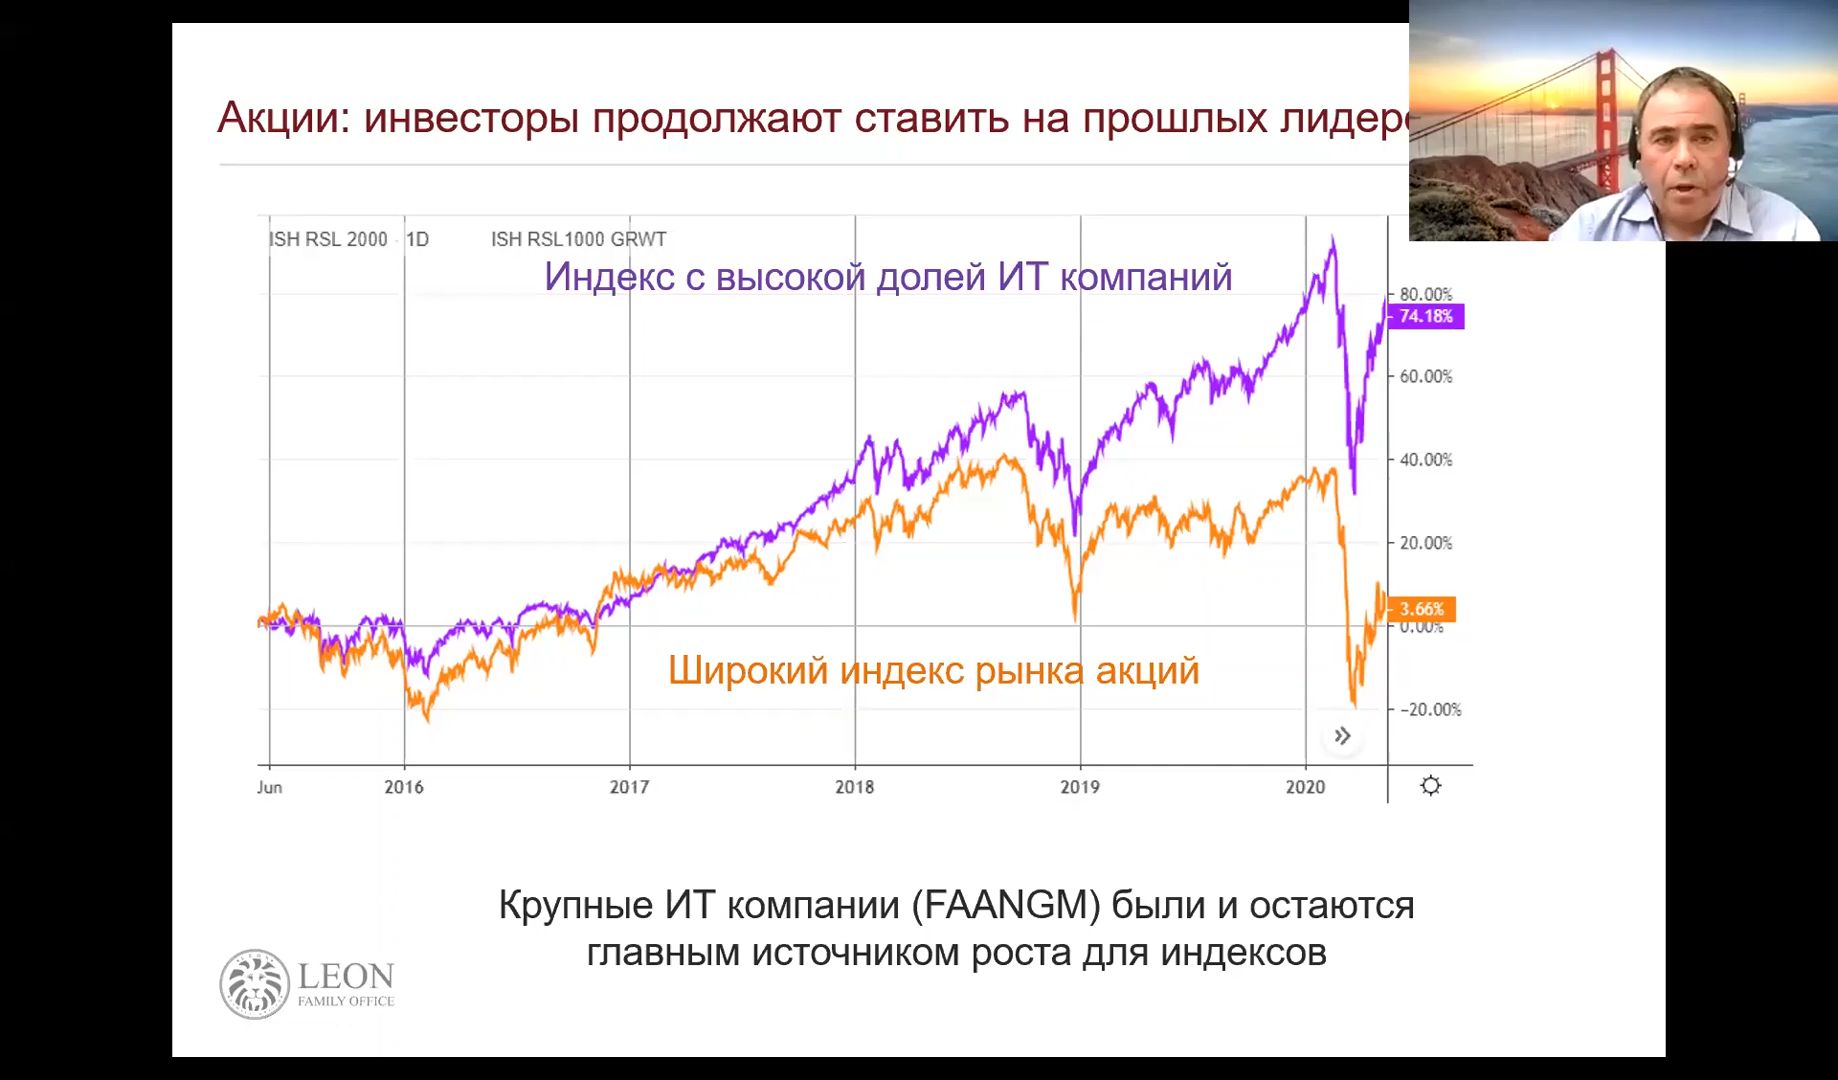 Акции: инвесторы продолжают ставить на прошлых
ISH RSL 2000 · 1D ISH RSL1000 GRWT
Индекс с высокой долей ИТ компаний
80.00%
74.18%
60.00%
40.00%
20.00%
3.66%
0.00%
Широкий индекс рынка акций
-20.00%
Jun 2016 2017 2018 2019 2020
Крупные ИТ компании (FAANGM) были и остаются
главным источником роста для индексов
LEON
FAMILY OFFICE